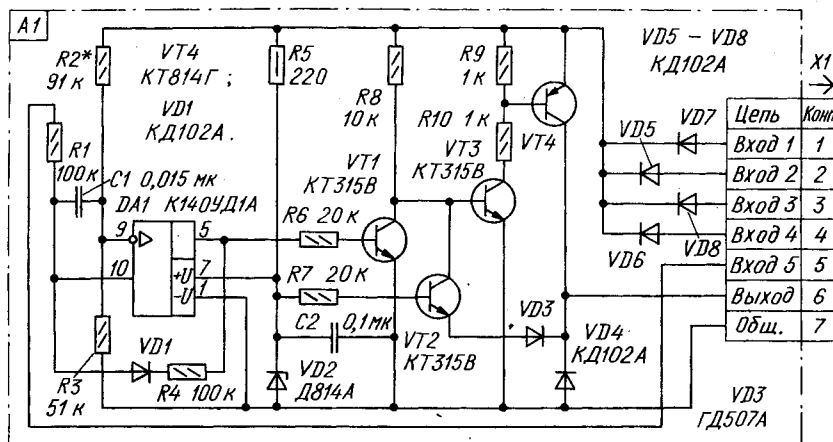 А1
R2*
91 к
VT4
КТ814Г ;
VD1
КД102А.
R5
220
R8
10 к
R9
1 к
R10 1 к
VD5 – VD8
КД102А
X1
R1
100 к
C1 0,015 мк
DA1 К140УД1А
9
10
5
+U 7
-U 1
R6 20 к
R7 20 к
C2 0,1 мк
VT1
КТ315В
VT3
КТ315В
VT4
VT2
КТ315В
VD3
VD4
КД102А
VD1
R3
51 к
R4 100 к
VD2
Д814А
VD5
VD7
VD6
VD8
Цепь Конт
Вход 1 1
Вход 2 2
Вход 3 3
Вход 4 4
Вход 5 5
Выход 6
Общ. 7
VD3
ГД507А